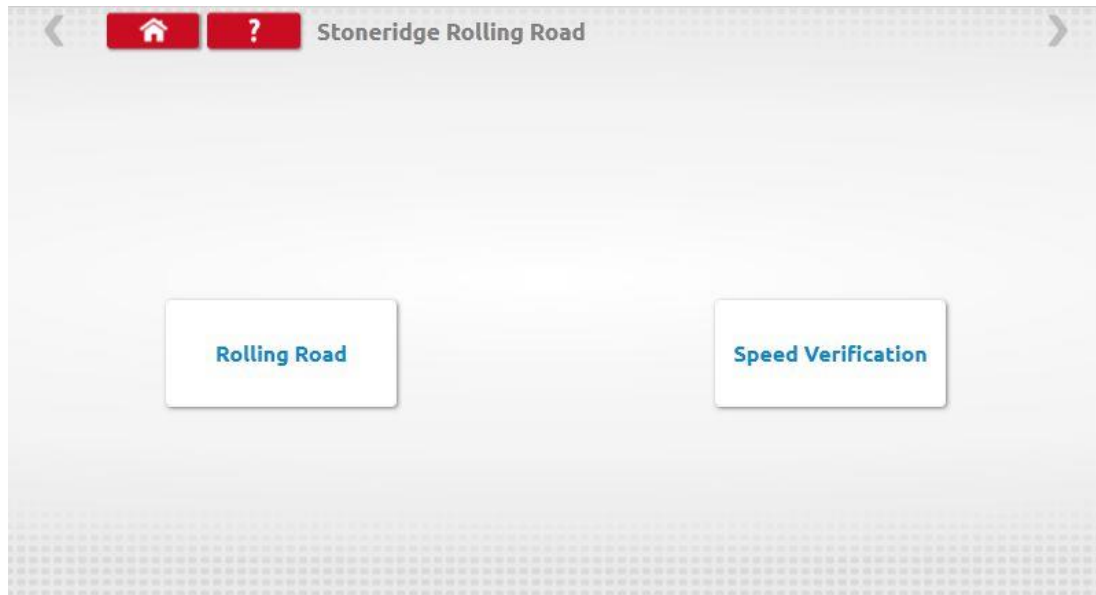 ? Stoneridge Rolling Road
Rolling Road
Speed Verification